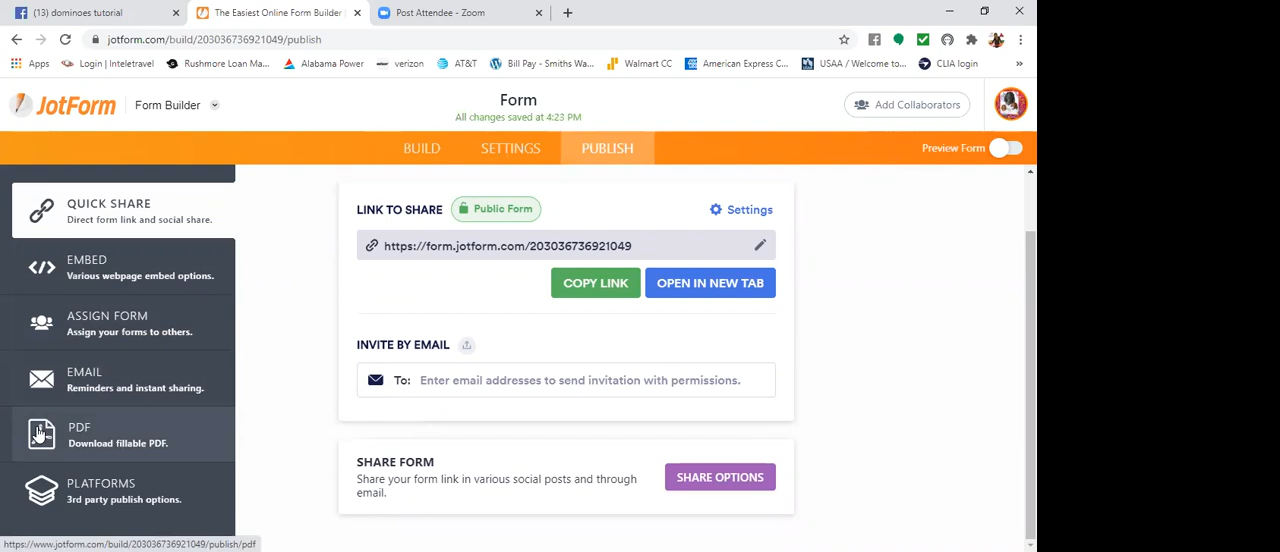 (13) dominoes tutorial
The Easiest Online Form Builder
Post Attendee - Zoom
jotform.com/build/203036736921049/publish
Apps
Login | Inteletravel
Rushmore Loan Ma...
Alabama Power
verizon
AT&T
Bill Pay - Smiths Wa...
Walmart CC
American Express C...
USAA / Welcome to...
CLIA login
»
JotForm
Form Builder
Form
All changes saved at 4:23 PM
Add Collaborators
BUILD
SETTINGS
PUBLISH
Preview Form
QUICK SHARE
Direct form link and social share.
EMBED
Various webpage embed options.
ASSIGN FORM
Assign your forms to others.
EMAIL
Reminders and instant sharing.
PDF
Download fillable PDF.
PLATFORMS
3rd party publish options.
LINK TO SHARE
Public Form
Settings
https://form.jotform.com/203036736921049
COPY LINK
OPEN IN NEW TAB
INVITE BY EMAIL
To: Enter email addresses to send invitation with permissions.
SHARE FORM
Share your form link in various social posts and through
email.
SHARE OPTIONS
https://www.jotform.com/build/203036736921049/publish/pdf